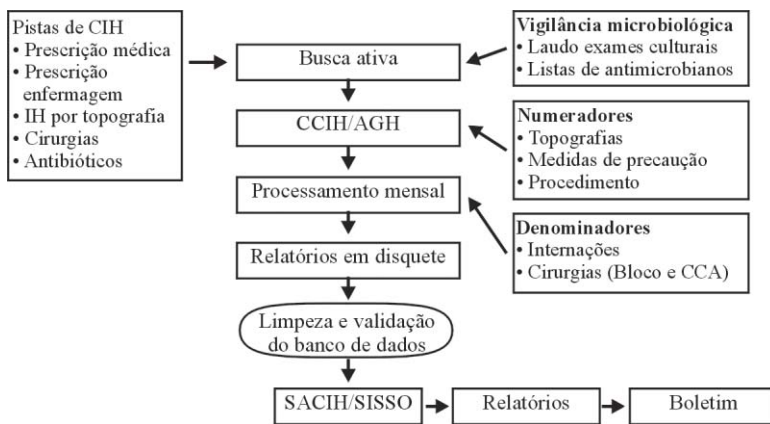 Pistas de CIH
• Prescrição médica
• Prescrição
enfermagem
• IH por topografia
• Cirurgias
• Antibióticos
Busca ativa
Vigilância microbiológica
• Laudo exames culturais
• Listas de antimicrobianos
CCIH/AGH
Numeradores
• Topografias
• Medidas de precaução
• Procedimento
Processamento mensal
Denominadores
• Internações
• Cirurgias (Bloco e CCA)
Relatórios em disquete
Limpeza e validação
do banco de dados
SACIH/SISSO
Relatórios
Boletim